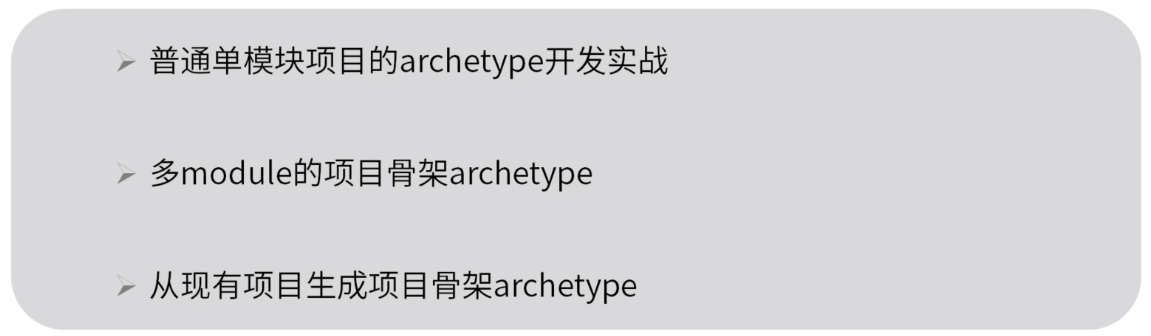 普通单模块项目的archetype开发实战
多module的项目骨架archetype
从现有项目生成项目骨架archetype